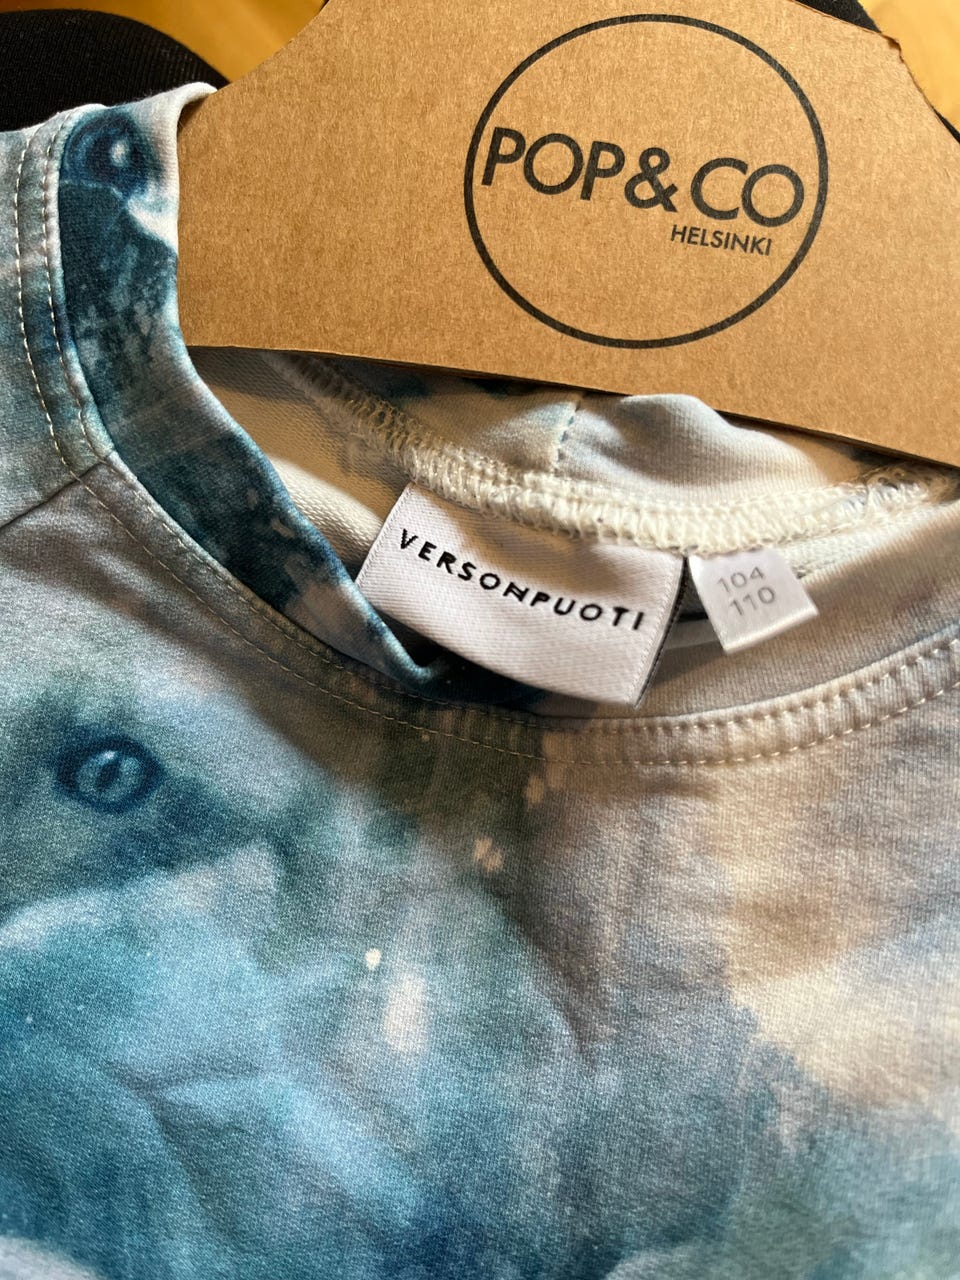 POP&CO
HELSINKI
VERSONPUOTI
104
110